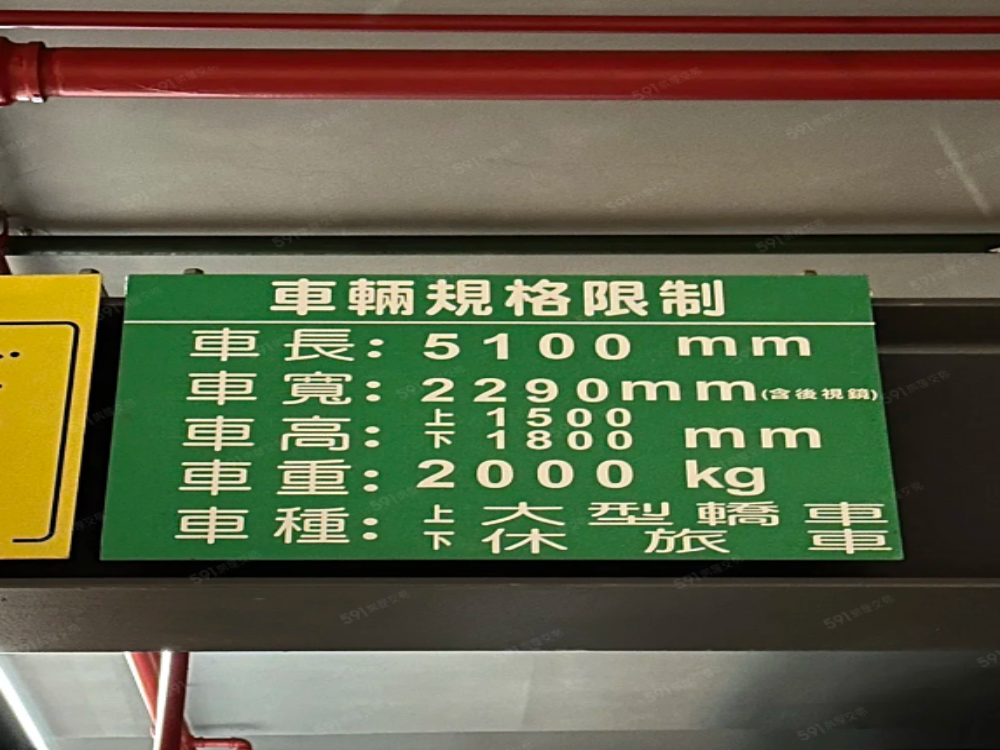 車輛規格限制
車長：5100 mm
車寬：2290mm(含後視鏡)
車高：上 1500 下 1800 mm
車重：2000 kg
車種：上 大型轎車
下 休旅車